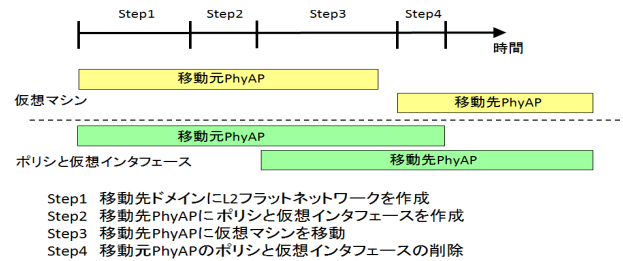 Step1 Step2 Step3 Step4
時間
移動元PhyAP
仮想マシン
移動先PhyAP
移動元PhyAP
ポリシと仮想インタフェース
移動先PhyAP
Step1 移動先ドメインにL2フラットネットワークを作成
Step2 移動先PhyAPにポリシと仮想インタフェースを作成
Step3 移動先PhyAPに仮想マシンを移動
Step4 移動元PhyAPのポリシと仮想インタフェースの削除